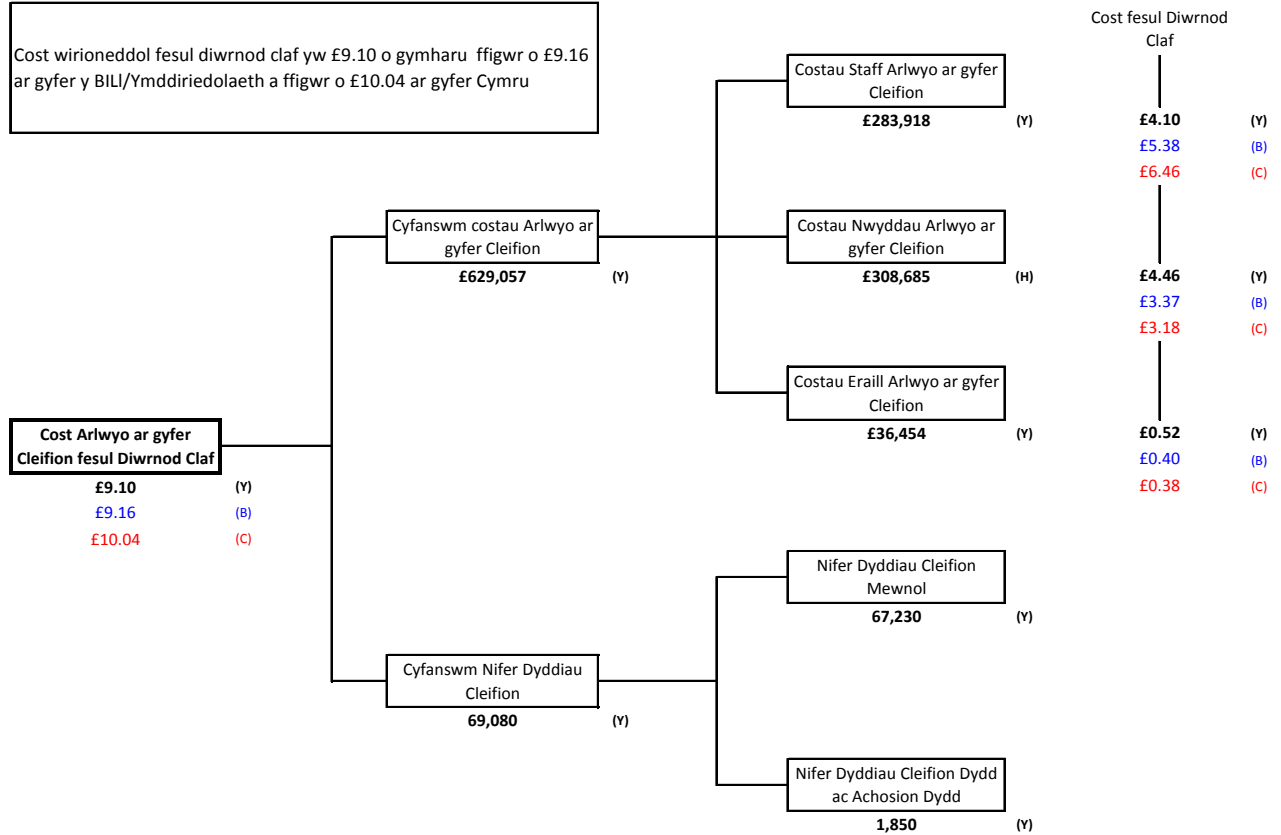 Cost wirioneddol fesul diwrnod claf yw £9.10 o gymharu ffigwr o £9.16
ar gyfer y BILl/Ymddiriedolaeth a ffigwr o £10.04 ar gyfer Cymru
Cost fesul Diwrnod
Claf
Costau Staff Arlwyo ar gyfer
Cleifion
£283,918 (Y)
£4.10 (Y)
£5.38 (B)
£6.46 (C)
Cyfanswm costau Arlwyo ar
gyfer Cleifion
£629,057 (Y)
Costau Nwyddau Arlwyo ar
gyfer Cleifion
£308,685 (H)
£4.46 (Y)
£3.37 (B)
£3.18 (C)
Costau Eraill Arlwyo ar gyfer
Cleifion
£36,454 (Y)
£0.52 (Y)
£0.40 (B)
£0.38 (C)
Cost Arlwyo ar gyfer
Cleifion fesul Diwrnod Claf
£9.10 (Y)
£9.16 (B)
£10.04 (C)
Nifer Dyddiau Cleifion
Mewnol
67,230 (Y)
Cyfanswm Nifer Dyddiau
Cleifion
69,080 (Y)
Nifer Dyddiau Cleifion Dydd
ac Achosion Dydd
1,850 (Y)